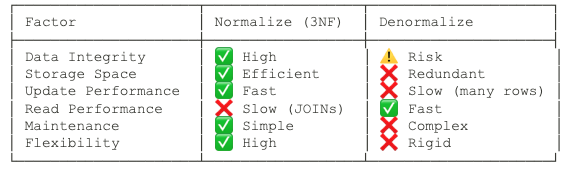 Factor Normalize (3NF) Denormalize
Data Integrity ✅ High ⚠️ Risk
Storage Space ✅ Efficient ❌ Redundant
Update Performance ✅ Fast ❌ Slow (many rows)
Read Performance ❌ Slow (JOINs) ✅ Fast
Maintenance ✅ Simple ❌ Complex
Flexibility ✅ High ❌ Rigid